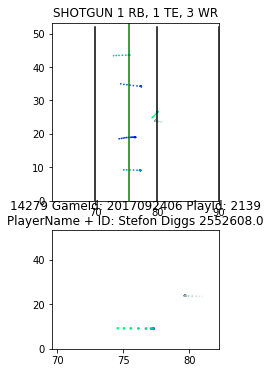 SHOTGUN 1 RB, 1 TE, 3 WR
50
40
30
20
10
0
70 80 90
14279 GameId: 2017092406 PlayId: 2139
PlayerName + ID: Stefon Diggs 2552608.0
40
20
0
70 75 80